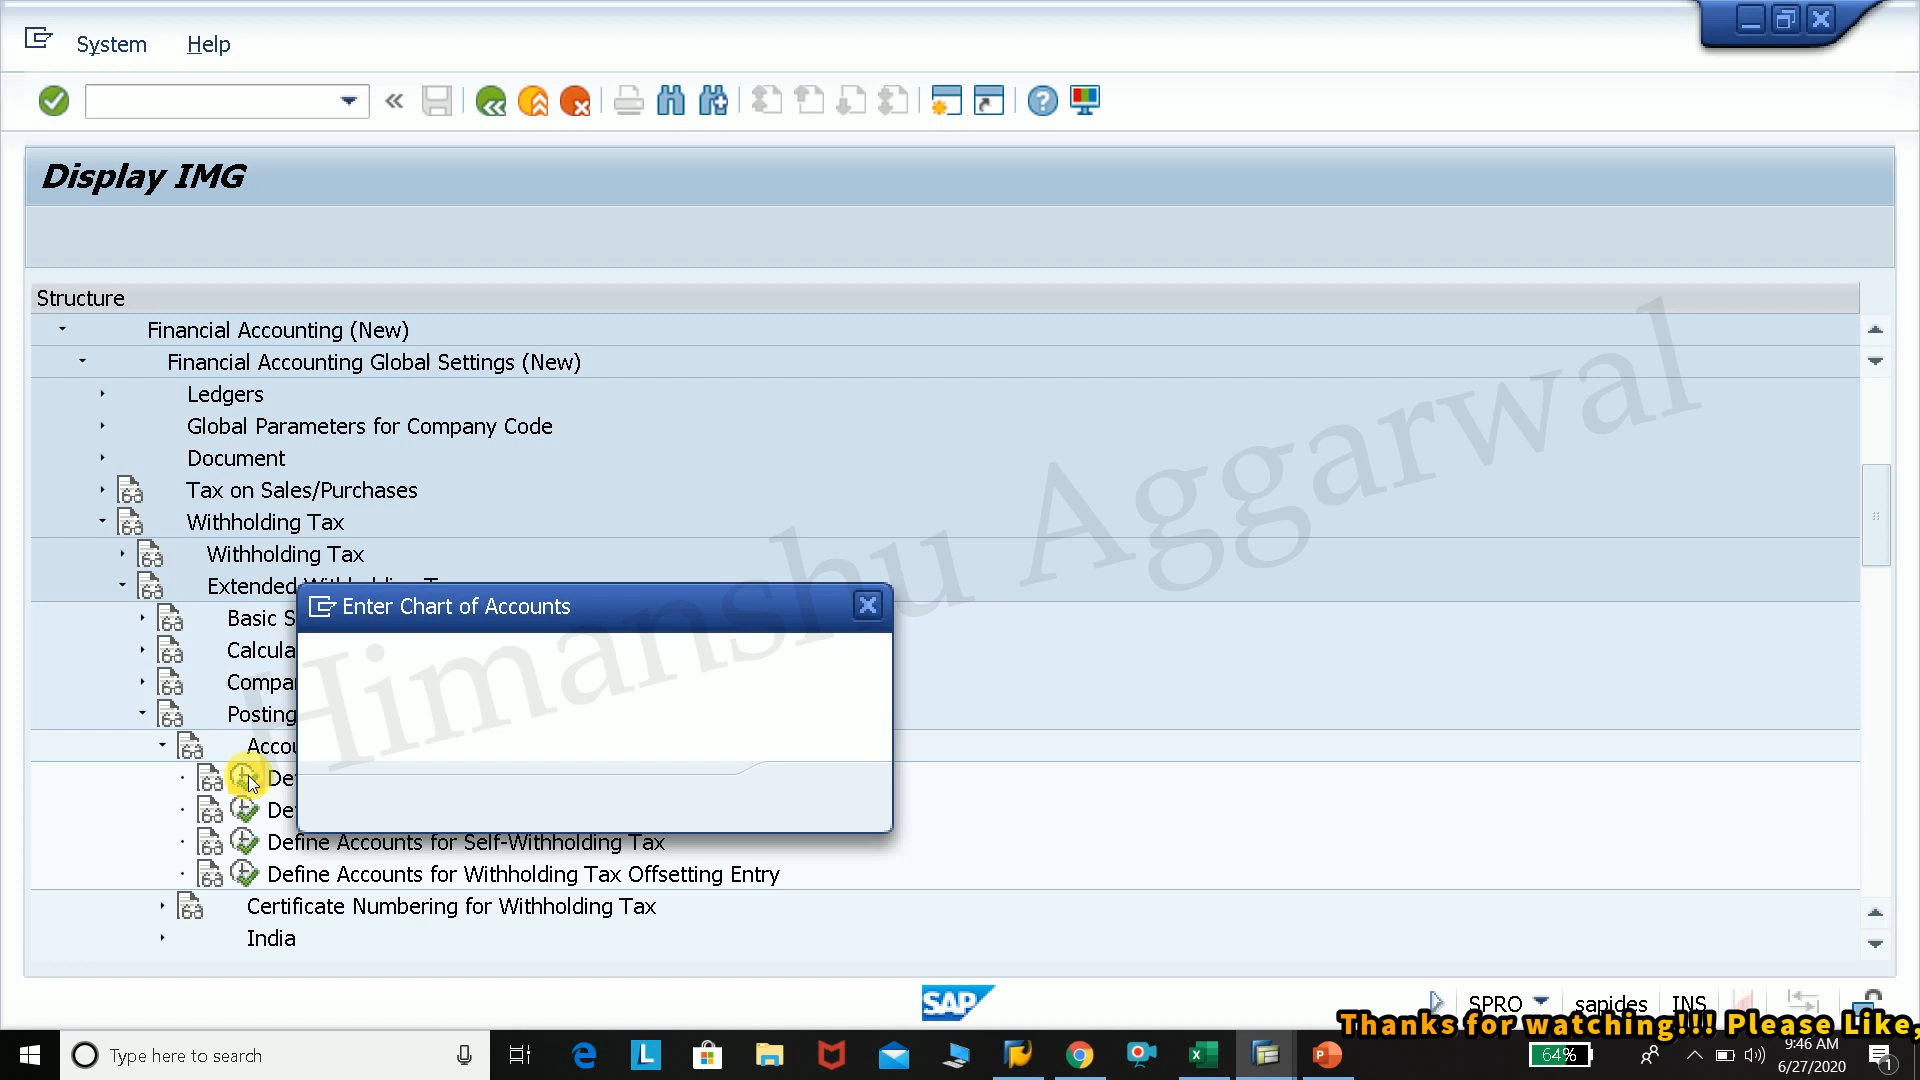 System Help
Display IMG
Structure
Financial Accounting (New)
Financial Accounting Global Settings (New)
Ledgers
Global Parameters for Company Code
Document
Tax on Sales/Purchases
Withholding Tax
Withholding Tax
Extended
Enter Chart of Accounts
Basic S
Calcula
Compa
Posting
Accou
De
De
Define Accounts for Self-Withholding Tax
Define Accounts for Withholding Tax Offsetting Entry
Certificate Numbering for Withholding Tax
India
Himanshu Aggarwal
SAP
SPRO sapides INS
Thanks for watching!!! Please Like,
Type here to search
64%
9:46 AM
6/27/2020
1